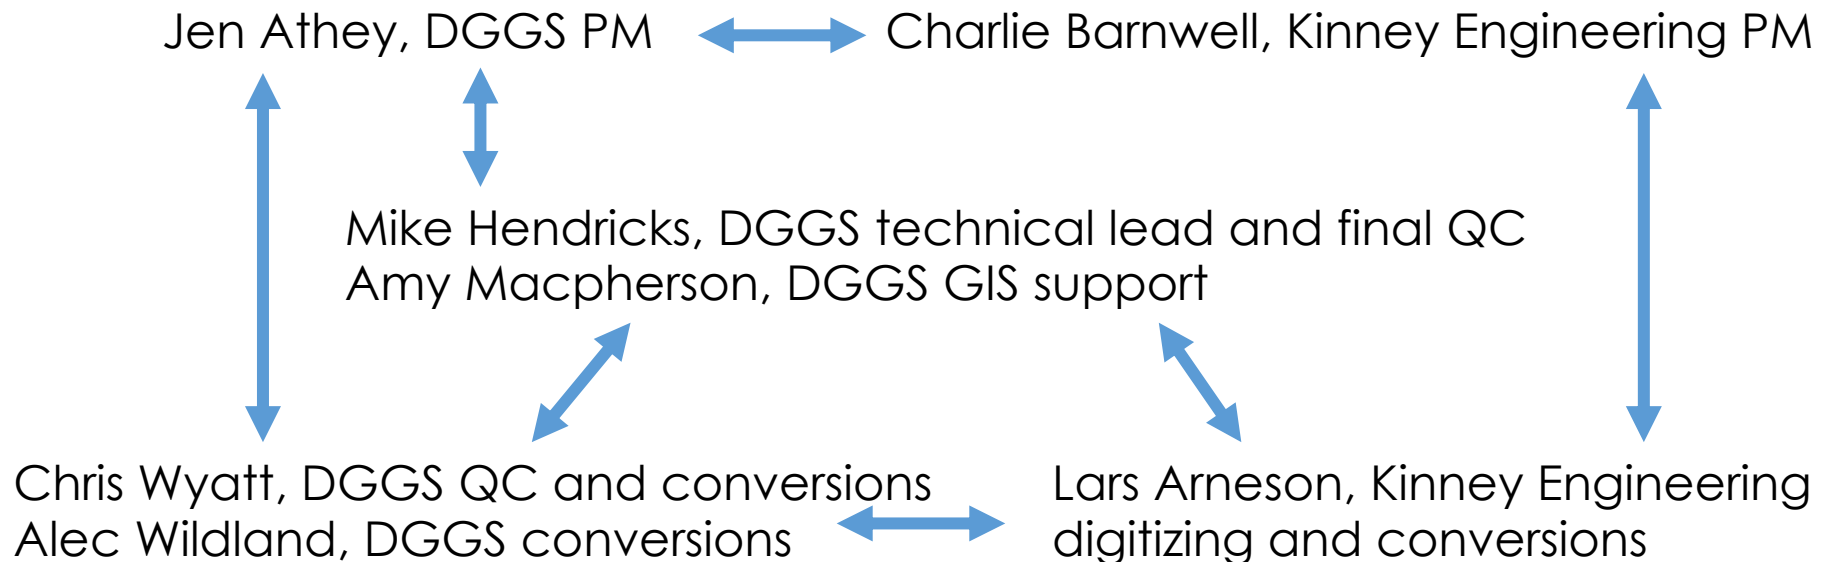 Jen Athey, DGGS PM
Charlie Barnwell, Kinney Engineering PM
Mike Hendricks, DGGS technical lead and final QC
Amy Macpherson, DGGS GIS support
Chris Wyatt, DGGS QC and conversions
Alec Wildland, DGGS conversions
Lars Arneson, Kinney Engineering
digitizing and conversions